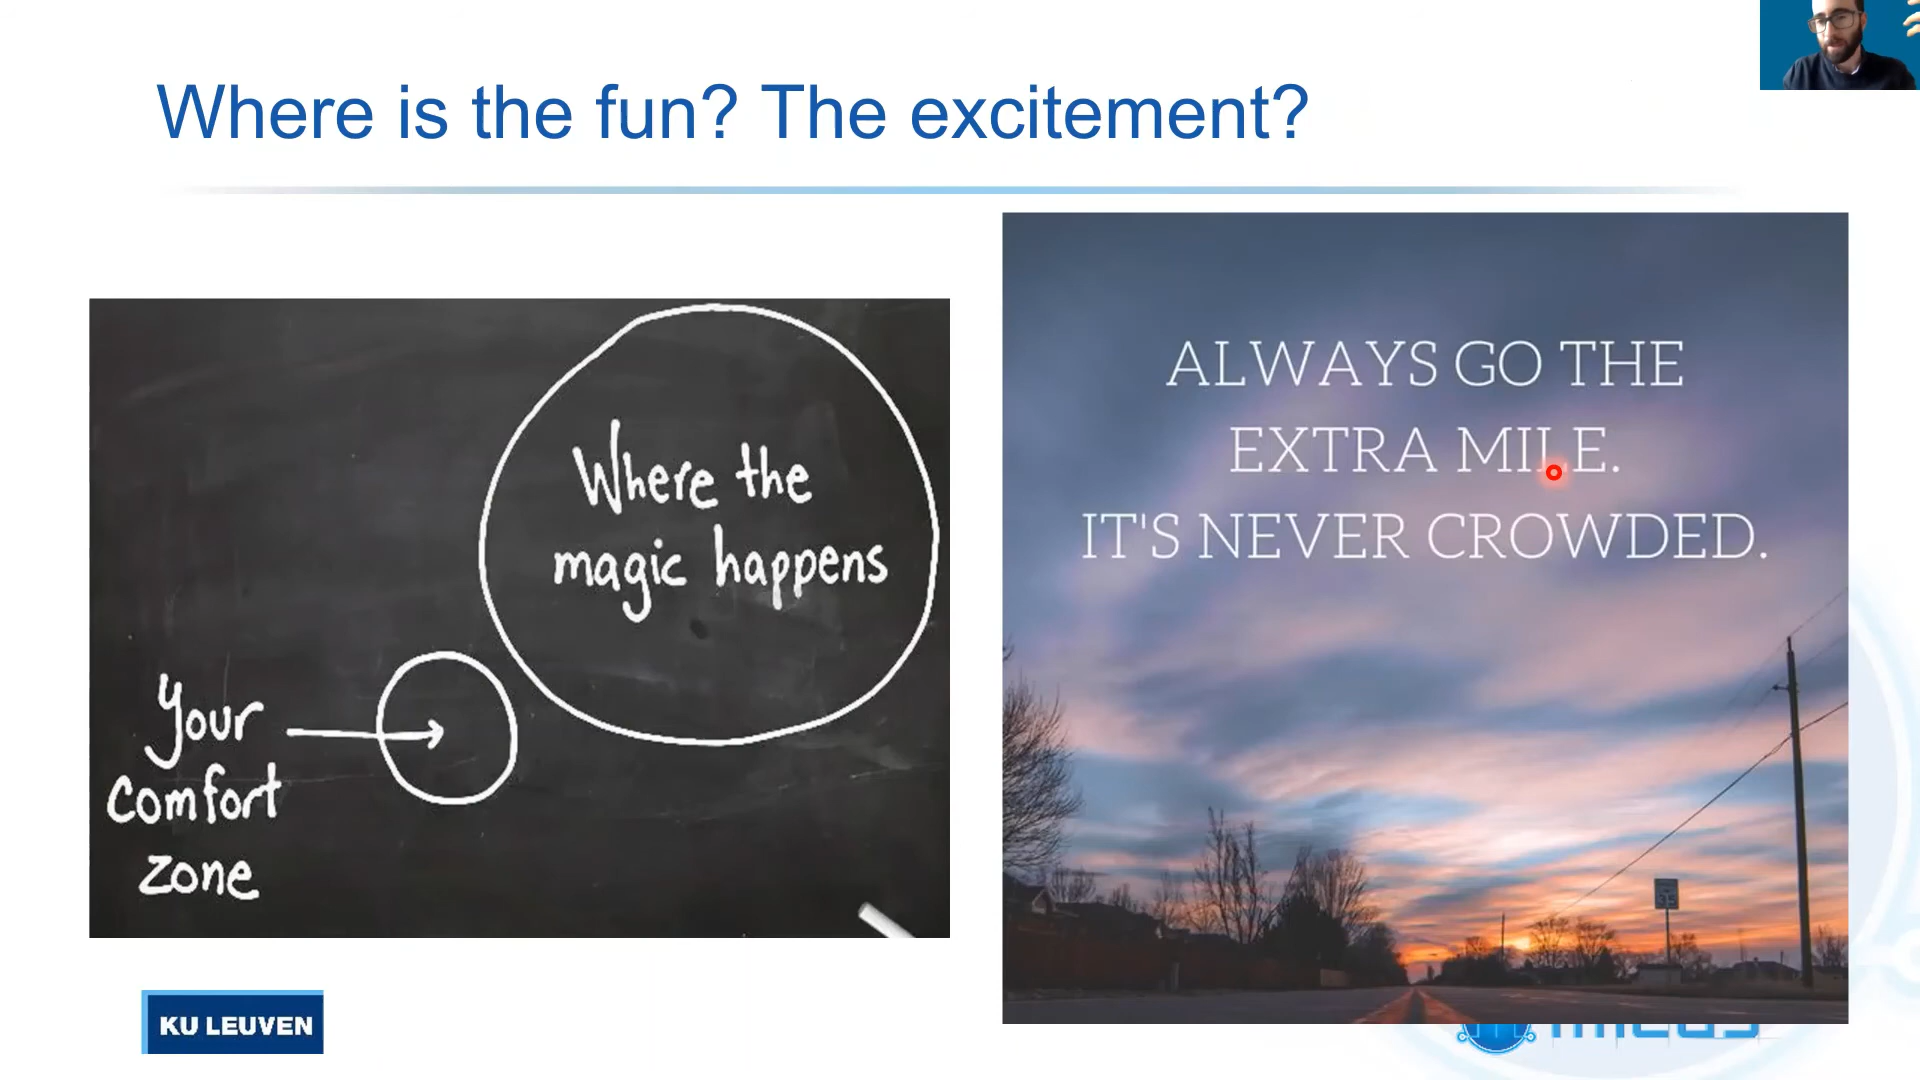 Where is the fun? The excitement?
Where the
magic happens
Your
comfort
zone
ALWAYS GO THE
EXTRA MILE.
IT'S NEVER CROWDED.
35
KU LEUVEN